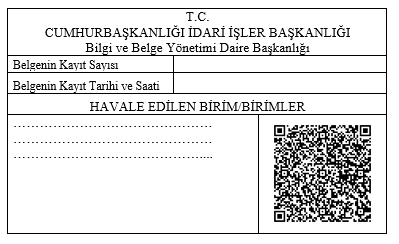 T.C.
CUMHURBAŞKANLIĞI İDARİ İŞLER BAŞKANLIĞI
Bilgi ve Belge Yönetimi Daire Başkanlığı
Belgenin Kayıt Sayısı
Belgenin Kayıt Tarihi ve Saati
HAVALE EDİLEN BİRİM/BİRİMLER
………………………………………
………………………………………
……………………………………...